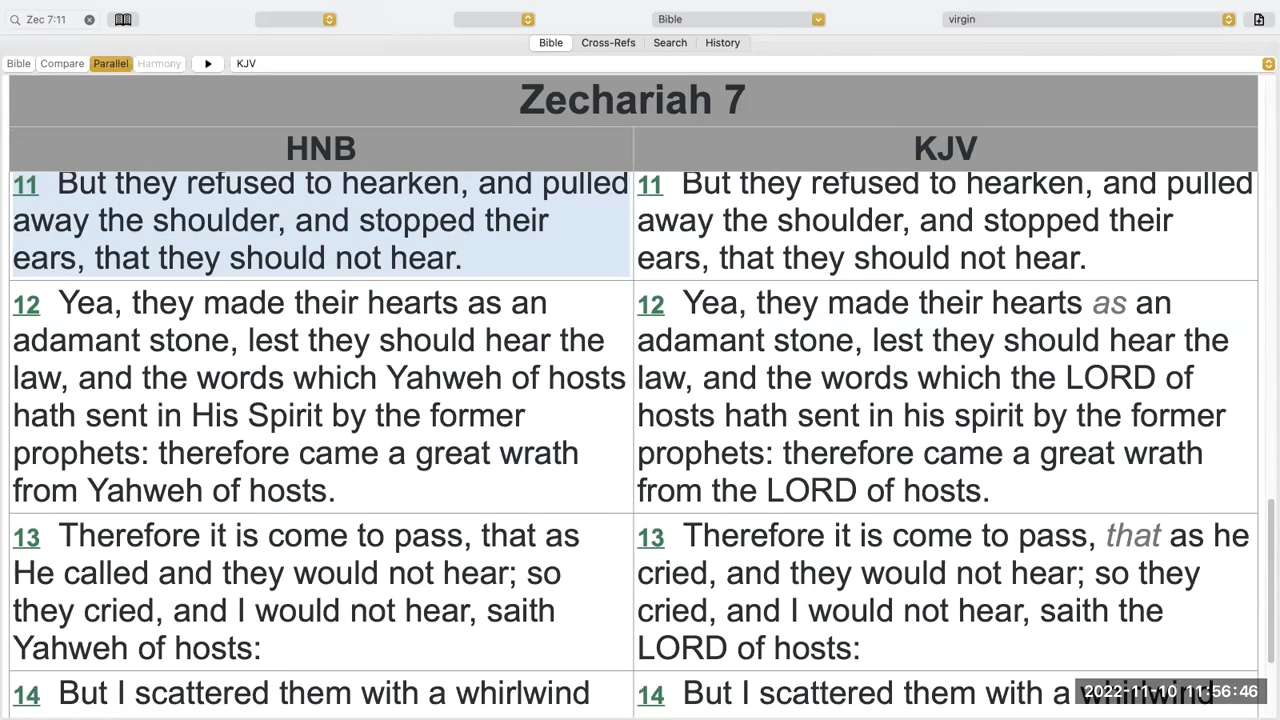 Zec 7:11
Bible
virgin
Bible Cross-Refs Search History
Bible Compare Parallel Harmony KJV
Zechariah 7
HNB
11 But they refused to hearken, and pulled
away the shoulder, and stopped their
ears, that they should not hear.
12 Yea, they made their hearts as an
adamant stone, lest they should hear the
law, and the words which Yahweh of hosts
hath sent in His Spirit by the former
prophets: therefore came a great wrath
from Yahweh of hosts.
13 Therefore it is come to pass, that as
He called and they would not hear; so
they cried, and I would not hear, saith
Yahweh of hosts:
14 But I scattered them with a whirlwind
KJV
11 But they refused to hearken, and pulled
away the shoulder, and stopped their
ears, that they should not hear.
12 Yea, they made their hearts as an
adamant stone, lest they should hear the
law, and the words which the LORD of
hosts hath sent in his spirit by the former
prophets: therefore came a great wrath
from the LORD of hosts.
13 Therefore it is come to pass, that as he
cried, and they would not hear; so they
cried, and I would not hear, saith the
LORD of hosts:
14 But I scattered them with a whirlwind
2022-11-10 11:56:46